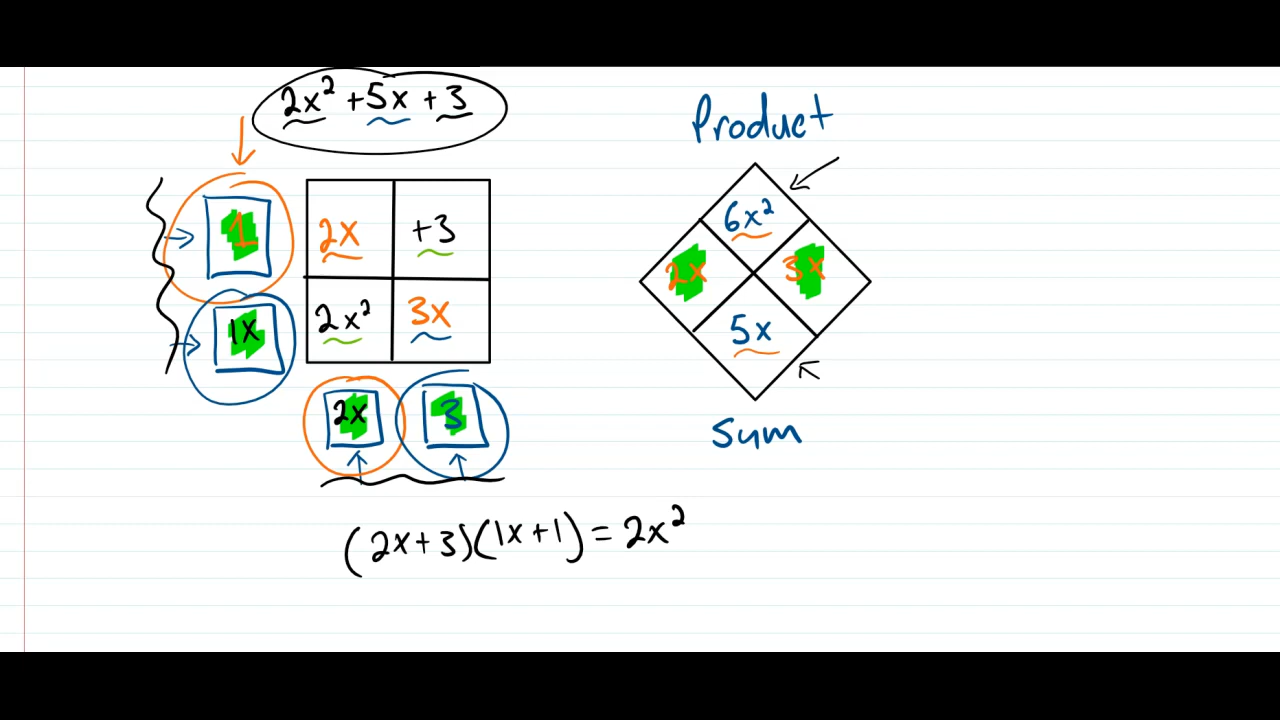 2x² + 5x + 3
Product
1 2x +3
1x 2x² 3x
2x 3
6x²
2x 3x
5x
Sum
(2x+3)(1x+1) = 2x²